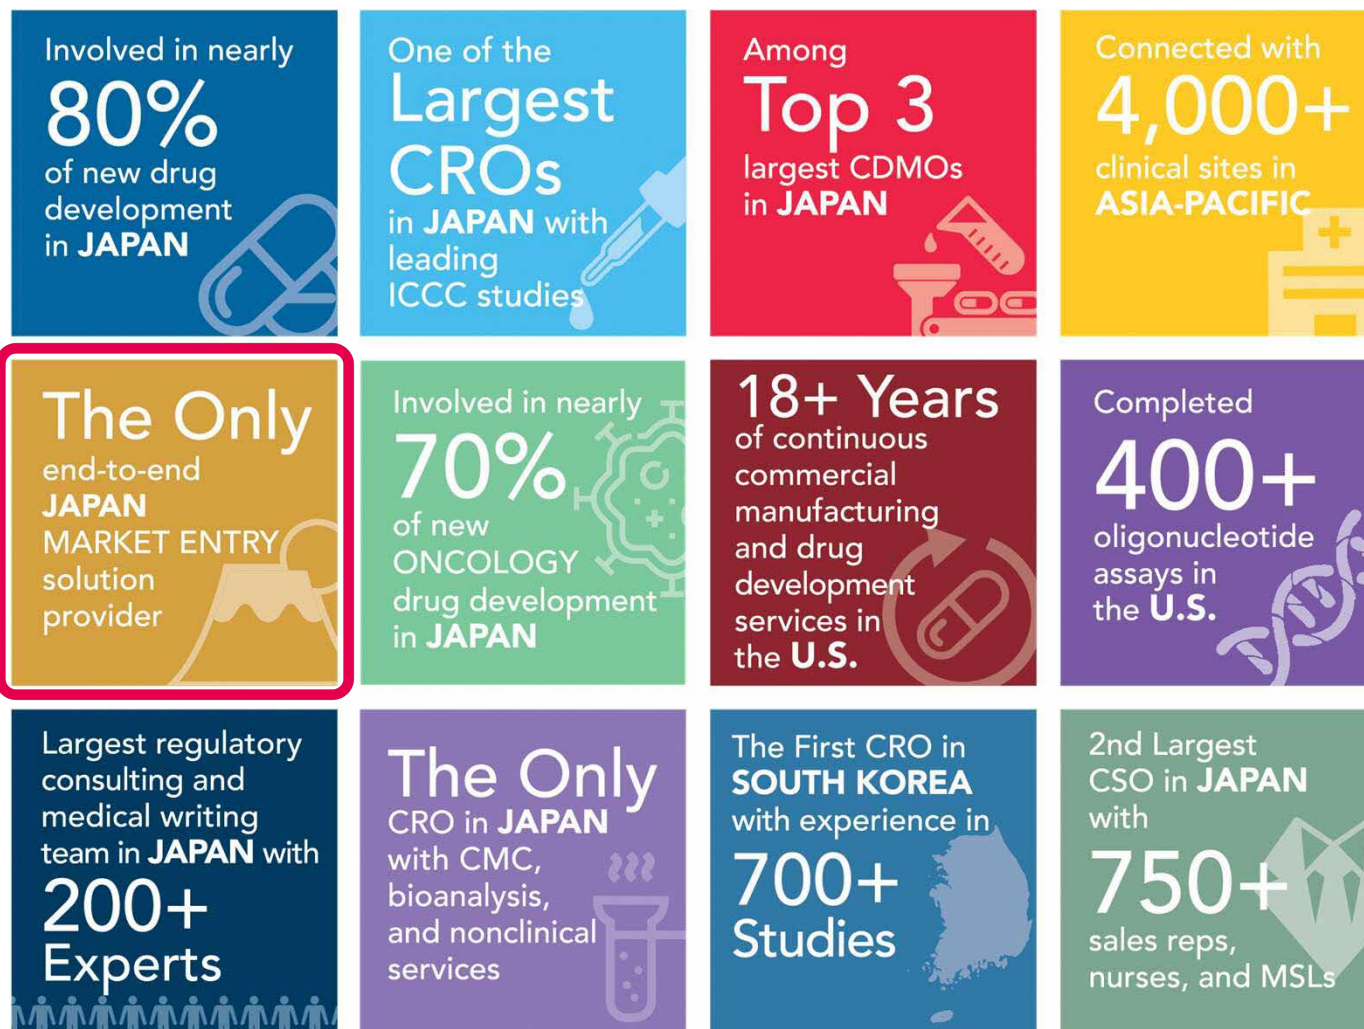 Involved in nearly
80%
of new drug
development
in JAPAN
One of the
Largest
CROs
in JAPAN with
leading
ICCC studies
Among
Top 3
largest CDMOs
in JAPAN
Connected with
4,000+
clinical sites in
ASIA-PACIFIC
The Only
end-to-end
JAPAN
MARKET ENTRY
solution
provider
Involved in nearly
70%
of new
ONCOLOGY
drug development
in JAPAN
18+ Years
of continuous
commercial
manufacturing
and drug
development
services in
the U.S.
Completed
400+
oligonucleotide
assays in
the U.S.
Largest regulatory
consulting and
medical writing
team in JAPAN with
200+
Experts
The Only
CRO in JAPAN
with CMC,
bioanalysis,
and nonclinical
services
The First CRO in
SOUTH KOREA
with experience in
700+
Studies
2nd Largest
CSO in JAPAN
with
750+
sales reps,
nurses, and MSLs